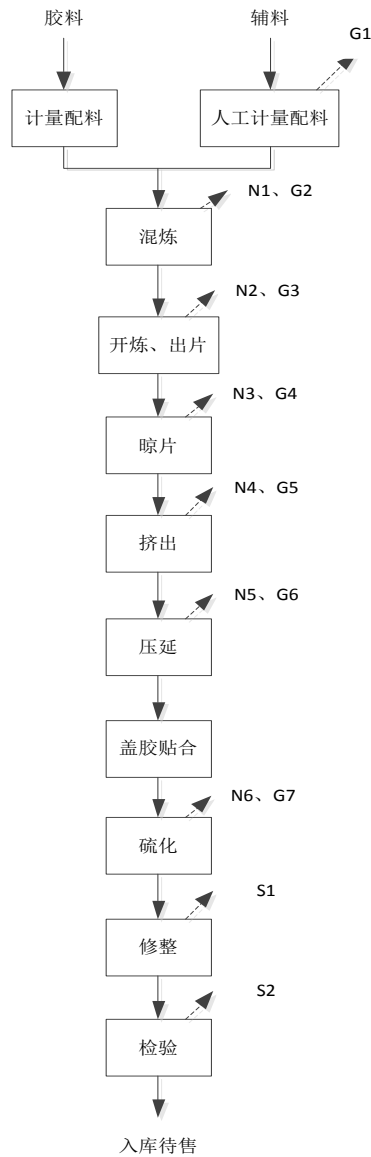 胶料
辅料
G1
计量配料
人工计量配料
N1、G2
混炼
N2、G3
开炼、出片
N3、G4
晾片
N4、G5
挤出
N5、G6
压延
盖胶贴合
N6、G7
硫化
S1
修整
S2
检验
入库待售